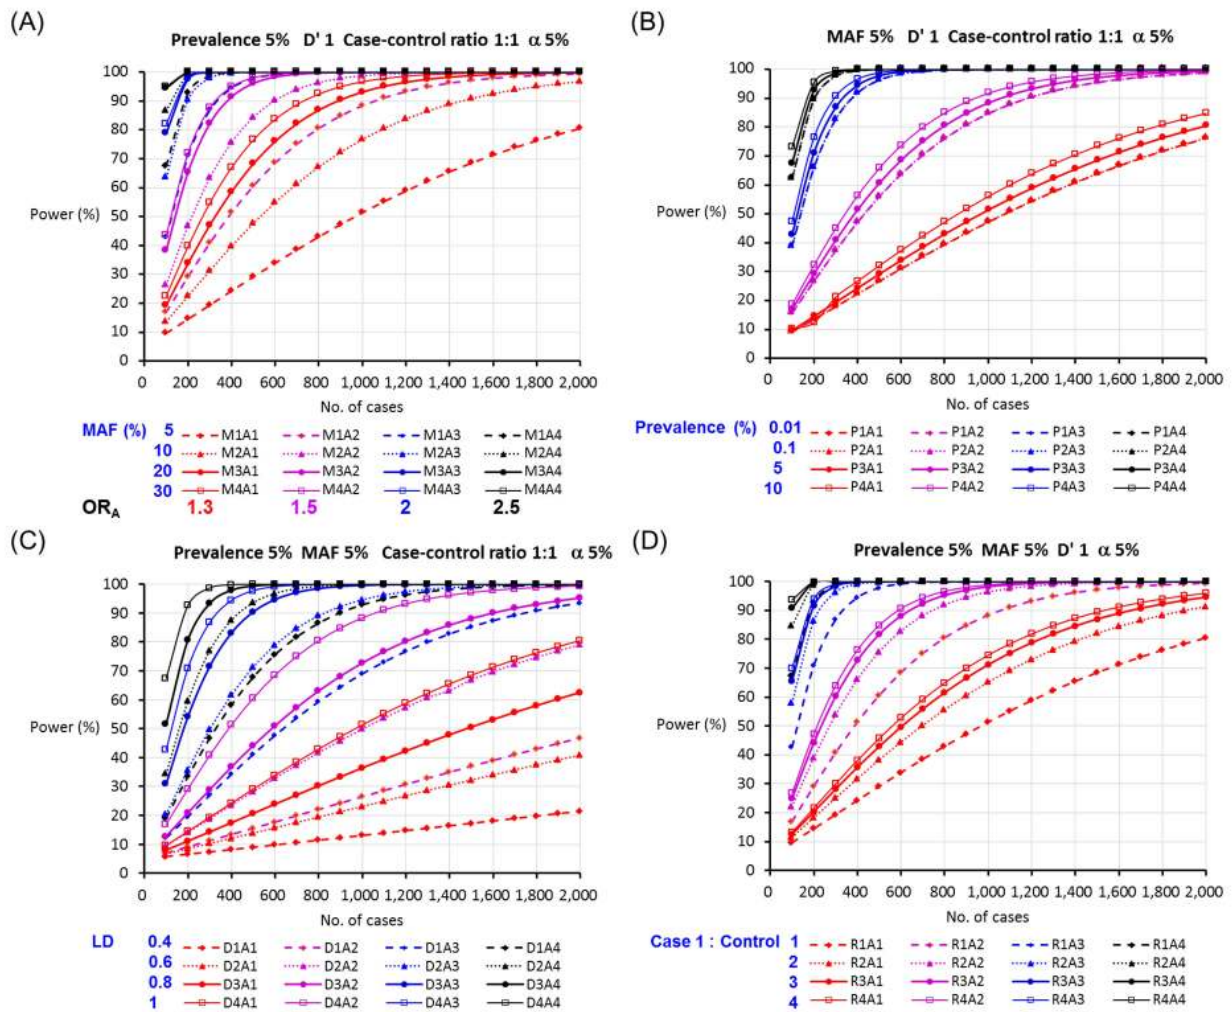 (A)
Prevalence 5% D' 1 Case-control ratio 1:1 α 5%
100
90
80
70
60
50
40
30
20
10
0
Power (%)
0 200 400 600 800 1,000 1,200 1,400 1,600 1,800 2,000
No. of cases
MAF (%) 5 M1A1 M1A2 M1A3 M1A4
10 M2A1 M2A2 M2A3 M2A4
20 M3A1 M3A2 M3A3 M3A4
30 M4A1 M4A2 M4A3 M4A4
ORA 1.3 1.5 2 2.5
(B)
MAF 5% D' 1 Case-control ratio 1:1 α 5%
100
90
80
70
60
50
40
30
20
10
0
Power (%)
0 200 400 600 800 1,000 1,200 1,400 1,600 1,800 2,000
No. of cases
Prevalence (%) 0.01 P1A1 P1A2 P1A3 P1A4
0.1 P2A1 P2A2 P2A3 P2A4
5 P3A1 P3A2 P3A3 P3A4
10 P4A1 P4A2 P4A3 P4A4
(C)
Prevalence 5% MAF 5% Case-control ratio 1:1 α 5%
100
90
80
70
60
50
40
30
20
10
0
Power (%)
0 200 400 600 800 1,000 1,200 1,400 1,600 1,800 2,000
No. of cases
LD 0.4 D1A1 D1A2 D1A3 D1A4
0.6 D2A1 D2A2 D2A3 D2A4
0.8 D3A1 D3A2 D3A3 D3A4
1 D4A1 D4A2 D4A3 D4A4
(D)
Prevalence 5% MAF 5% D' 1 α 5%
100
90
80
70
60
50
40
30
20
10
0
Power (%)
0 200 400 600 800 1,000 1,200 1,400 1,600 1,800 2,000
No. of cases
Case 1 : Control 1 R1A1 R1A2 R1A3 R1A4
2 R2A1 R2A2 R2A3 R2A4
3 R3A1 R3A2 R3A3 R3A4
4 R4A1 R4A2 R4A3 R4A4